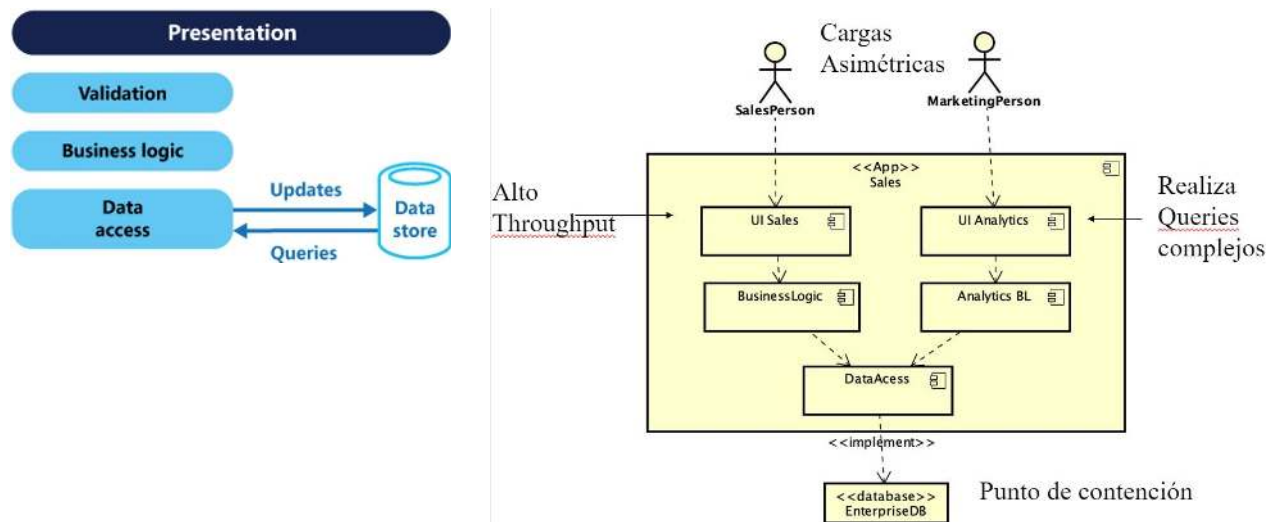 Presentation
Validation
Business logic
Data
access
Updates
Queries
Data
store
Cargas
Asimétricas
SalesPerson
MarketingPerson
<<App>>
Sales
Alto
Throughput
UI Sales
UI Analytics
Realiza
Queries
complejos
BusinessLogic
Analytics BL
DataAcess
<<implement>>
<<database>>
EnterpriseDB
Punto de contención